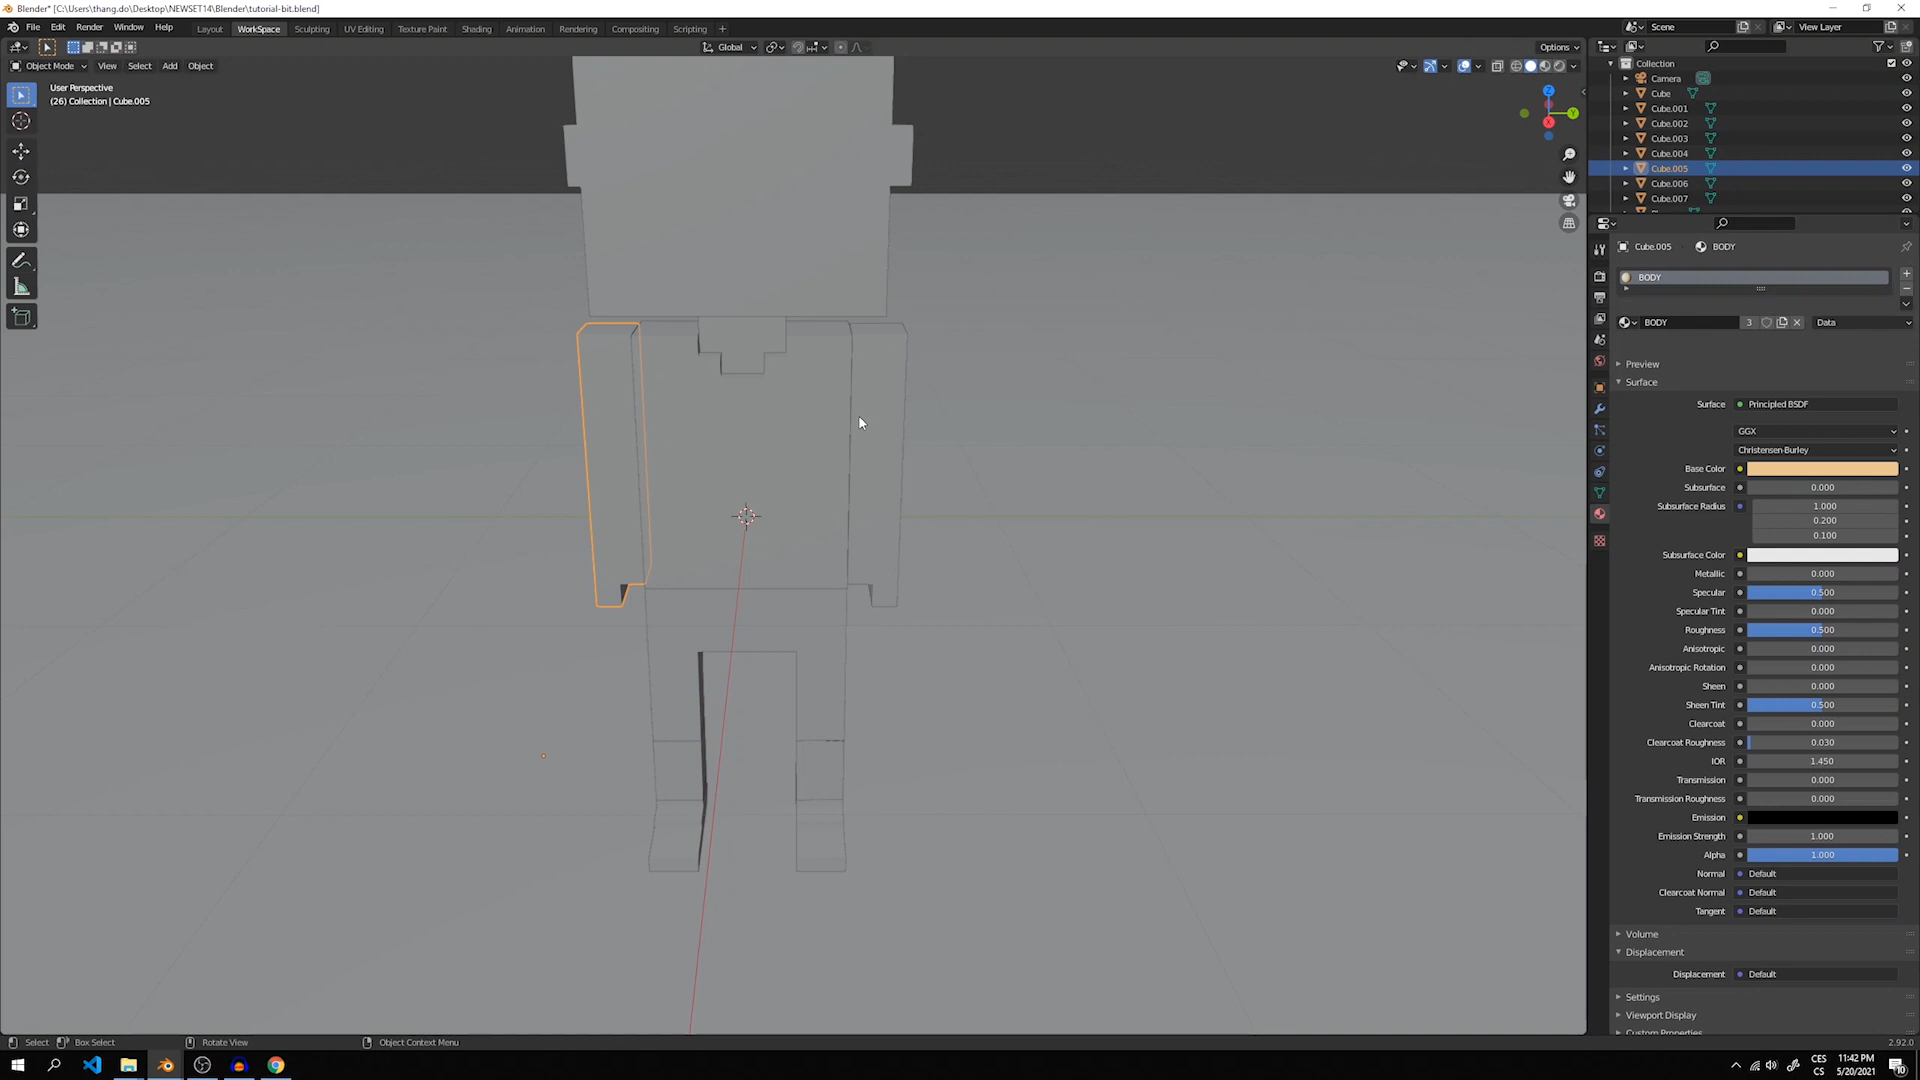 Blender* [C:\Users\thang.do\Desktop\NEWSET14\Blender\tutorial-bit.blend]
File Edit Render Window Help Layout WorkSpace Sculpting UV Editing Texture Paint Shading Animation Rendering Compositing Scripting + Scene View Layer
Global Options
Object Mode View Select Add Object
User Perspective
(26) Collection | Cube.005
Z
Y
X
Collection
Camera
Cube
Cube.001
Cube.002
Cube.003
Cube.004
Cube.005
Cube.006
Cube.007
Cube.005 BODY
BODY
BODY 3 Data
Preview
Surface
Surface Principled BSDF
GGX
Christensen-Burley
Base Color
Subsurface 0.000
Subsurface Radius 1.000
0.200
0.100
Subsurface Color
Metallic 0.000
Specular 0.500
Specular Tint 0.000
Roughness 0.500
Anisotropic 0.000
Anisotropic Rotation 0.000
Sheen 0.000
Sheen Tint 0.500
Clearcoat 0.000
Clearcoat Roughness 0.030
IOR 1.450
Transmission 0.000
Transmission Roughness 0.000
Emission
Emission Strength 1.000
Alpha 1.000
Normal Default
Clearcoat Normal Default
Tangent Default
Volume
Displacement
Displacement Default
Settings
Viewport Display
Custom Properties
Select Box Select Rotate View Object Context Menu 2.92.0
CES 11:42 PM
CS 5/20/2021
10